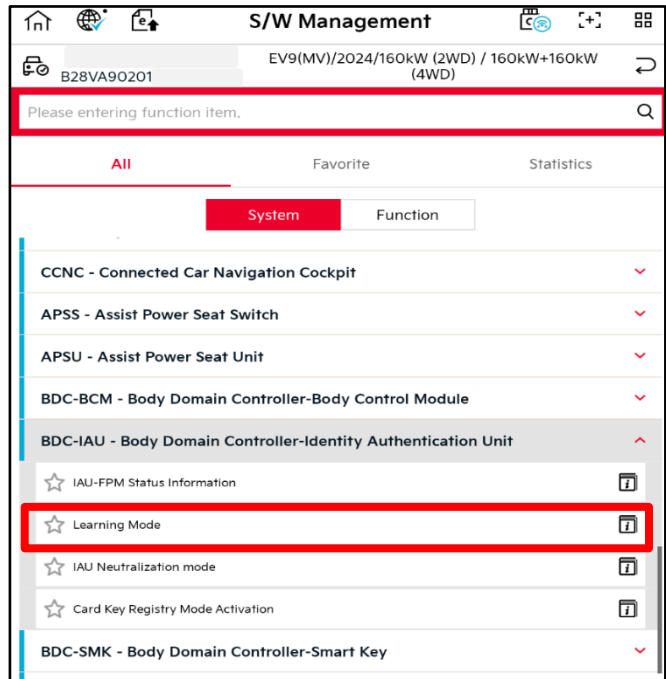 S/W Management
B28VA90201
EV9(MV)/2024/160kW (2WD) / 160kW+160kW
(4WD)
Please entering function item.
All Favorite Statistics
System Function
CCNC - Connected Car Navigation Cockpit
APSS - Assist Power Seat Switch
APSU - Assist Power Seat Unit
BDC-BCM - Body Domain Controller-Body Control Module
BDC-IAU - Body Domain Controller-Identity Authentication Unit
IAU-FPM Status Information
Learning Mode
IAU Neutralization mode
Card Key Registry Mode Activation
BDC-SMK - Body Domain Controller-Smart Key